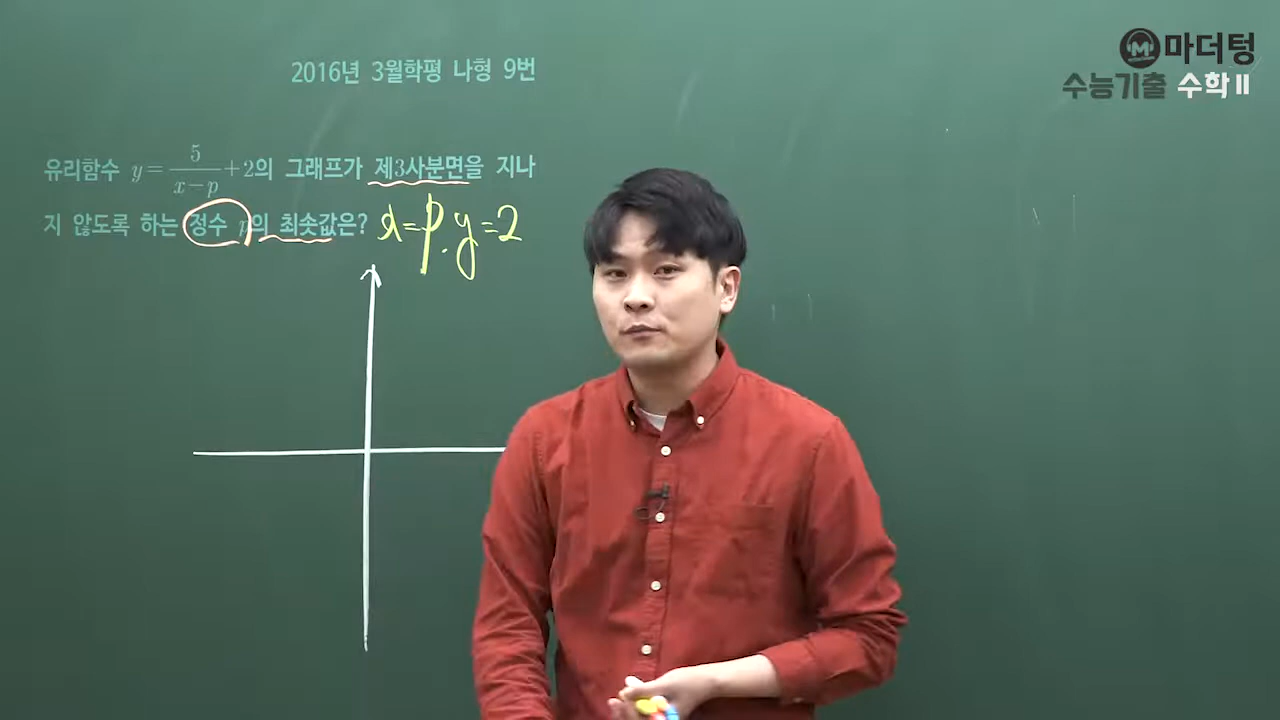 마더텅
수능기출 수학 II
2016년 3월학평 나형 9번
유리함수 y=5/(x-p)+2의 그래프가 제3사분면을 지나
지 않도록 하는 정수 p의 최솟값은?
x=p, y=2